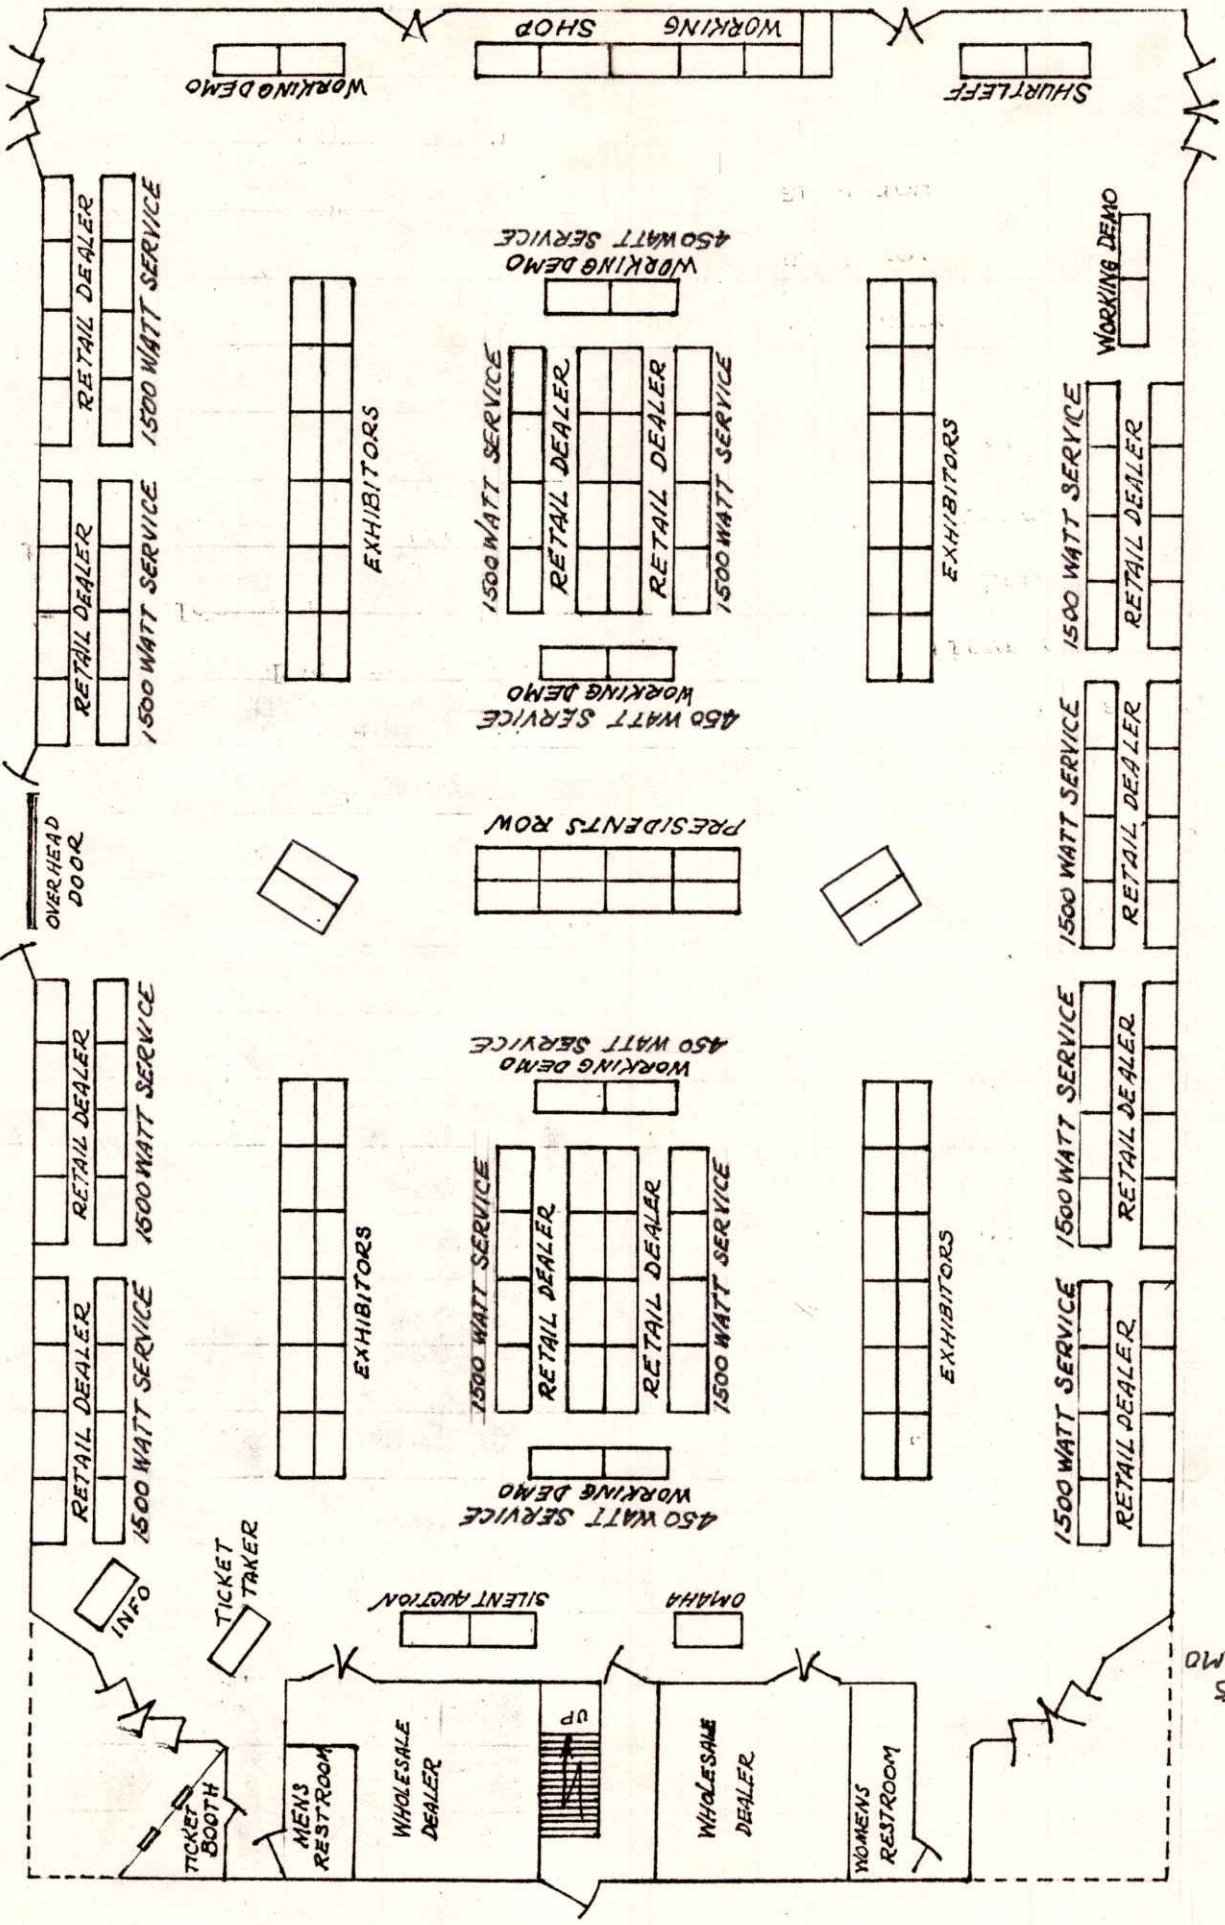 WORKING SHOP
WORKING DEMO
SHURTLEFF
RETAIL DEALER
1500 WATT SERVICE
450 WATT SERVICE
WORKING DEMO
WORKING DEMO
EXHIBITORS
1500 WATT SERVICE
RETAIL DEALER
RETAIL DEALER
1500 WATT SERVICE
EXHIBITORS
1500 WATT SERVICE
RETAIL DEALER
RETAIL DEALER
1500 WATT SERVICE
WORKING DEMO
450 WATT SERVICE
OVERHEAD
DOOR
PRESIDENTS ROW
1500 WATT SERVICE
RETAIL DEALER
RETAIL DEALER
1500 WATT SERVICE
450 WATT SERVICE
WORKING DEMO
1500 WATT SERVICE
RETAIL DEALER
EXHIBITORS
1500 WATT SERVICE
RETAIL DEALER
RETAIL DEALER
1500 WATT SERVICE
EXHIBITORS
RETAIL DEALER
1500 WATT SERVICE
1500 WATT SERVICE
RETAIL DEALER
WORKING DEMO
450 WATT SERVICE
INFO
TICKET
TAKER
SILENT AUCTION
OMAHA
UP
TICKET
BOOTH
MENS
RESTROOM
WHOLESALE
DEALER
WHOLESALE
DEALER
WOMENS
RESTROOM